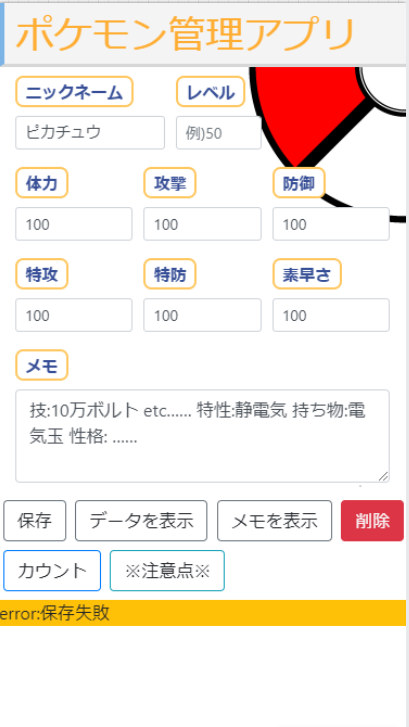 ポケモン管理アプリ
ニックネーム レベル
ピカチュウ 例)50
体力 攻撃 防御
100 100 100
特攻 特防 素早さ
100 100 100
メモ
技:10万ボルト etc...... 特性:静電気 持ち物:電
気玉 性格: ......
保存 データを表示 メモを表示 削除
カウント ※注意点※
error:保存失敗